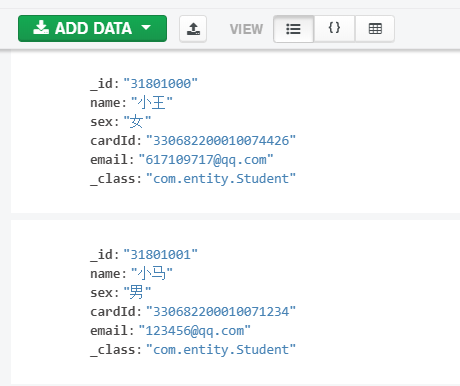 ADD DATA VIEW {}
_id: "31801000"
name: "小王"
sex: "女"
cardId: "330682200010074426"
email: "617109717@qq.com"
_class: "com.entity.Student"
_id: "31801001"
name: "小马"
sex: "男"
cardId: "330682200010071234"
email: "123456@qq.com"
_class: "com.entity.Student"